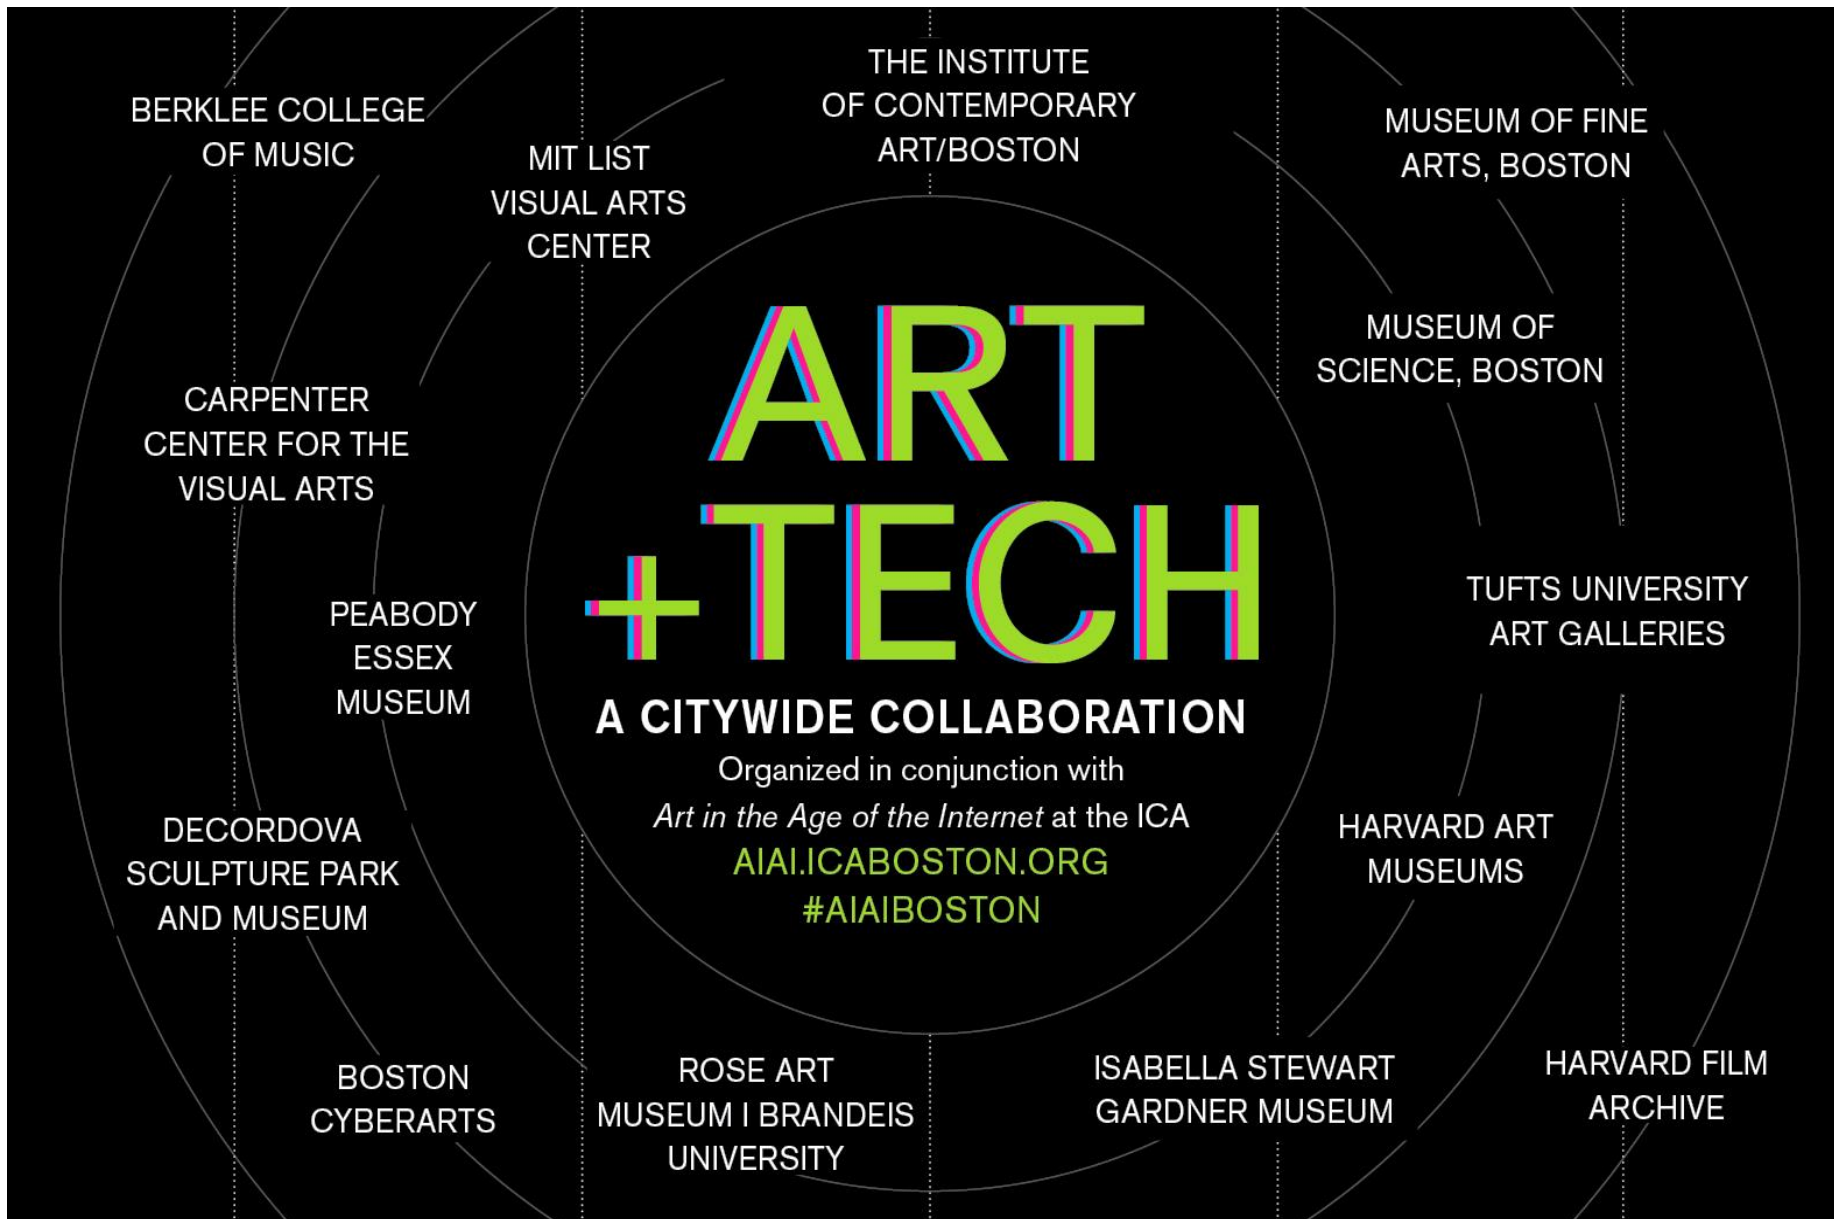 THE INSTITUTE
OF CONTEMPORARY
ART/BOSTON
BERKLEE COLLEGE
OF MUSIC
MIT LIST
VISUAL ARTS
CENTER
MUSEUM OF FINE
ARTS, BOSTON
MUSEUM OF
SCIENCE, BOSTON
CARPENTER
CENTER FOR THE
VISUAL ARTS
ART
+TECH
A CITYWIDE COLLABORATION
Organized in conjunction with
Art in the Age of the Internet at the ICA
AIAI.ICABOSTON.ORG
#AIAIBOSTON
TUFTS UNIVERSITY
ART GALLERIES
PEABODY
ESSEX
MUSEUM
DECORDOVA
SCULPTURE PARK
AND MUSEUM
HARVARD ART
MUSEUMS
BOSTON
CYBERARTS
ROSE ART
MUSEUM I BRANDEIS
UNIVERSITY
ISABELLA STEWART
GARDNER MUSEUM
HARVARD FILM
ARCHIVE